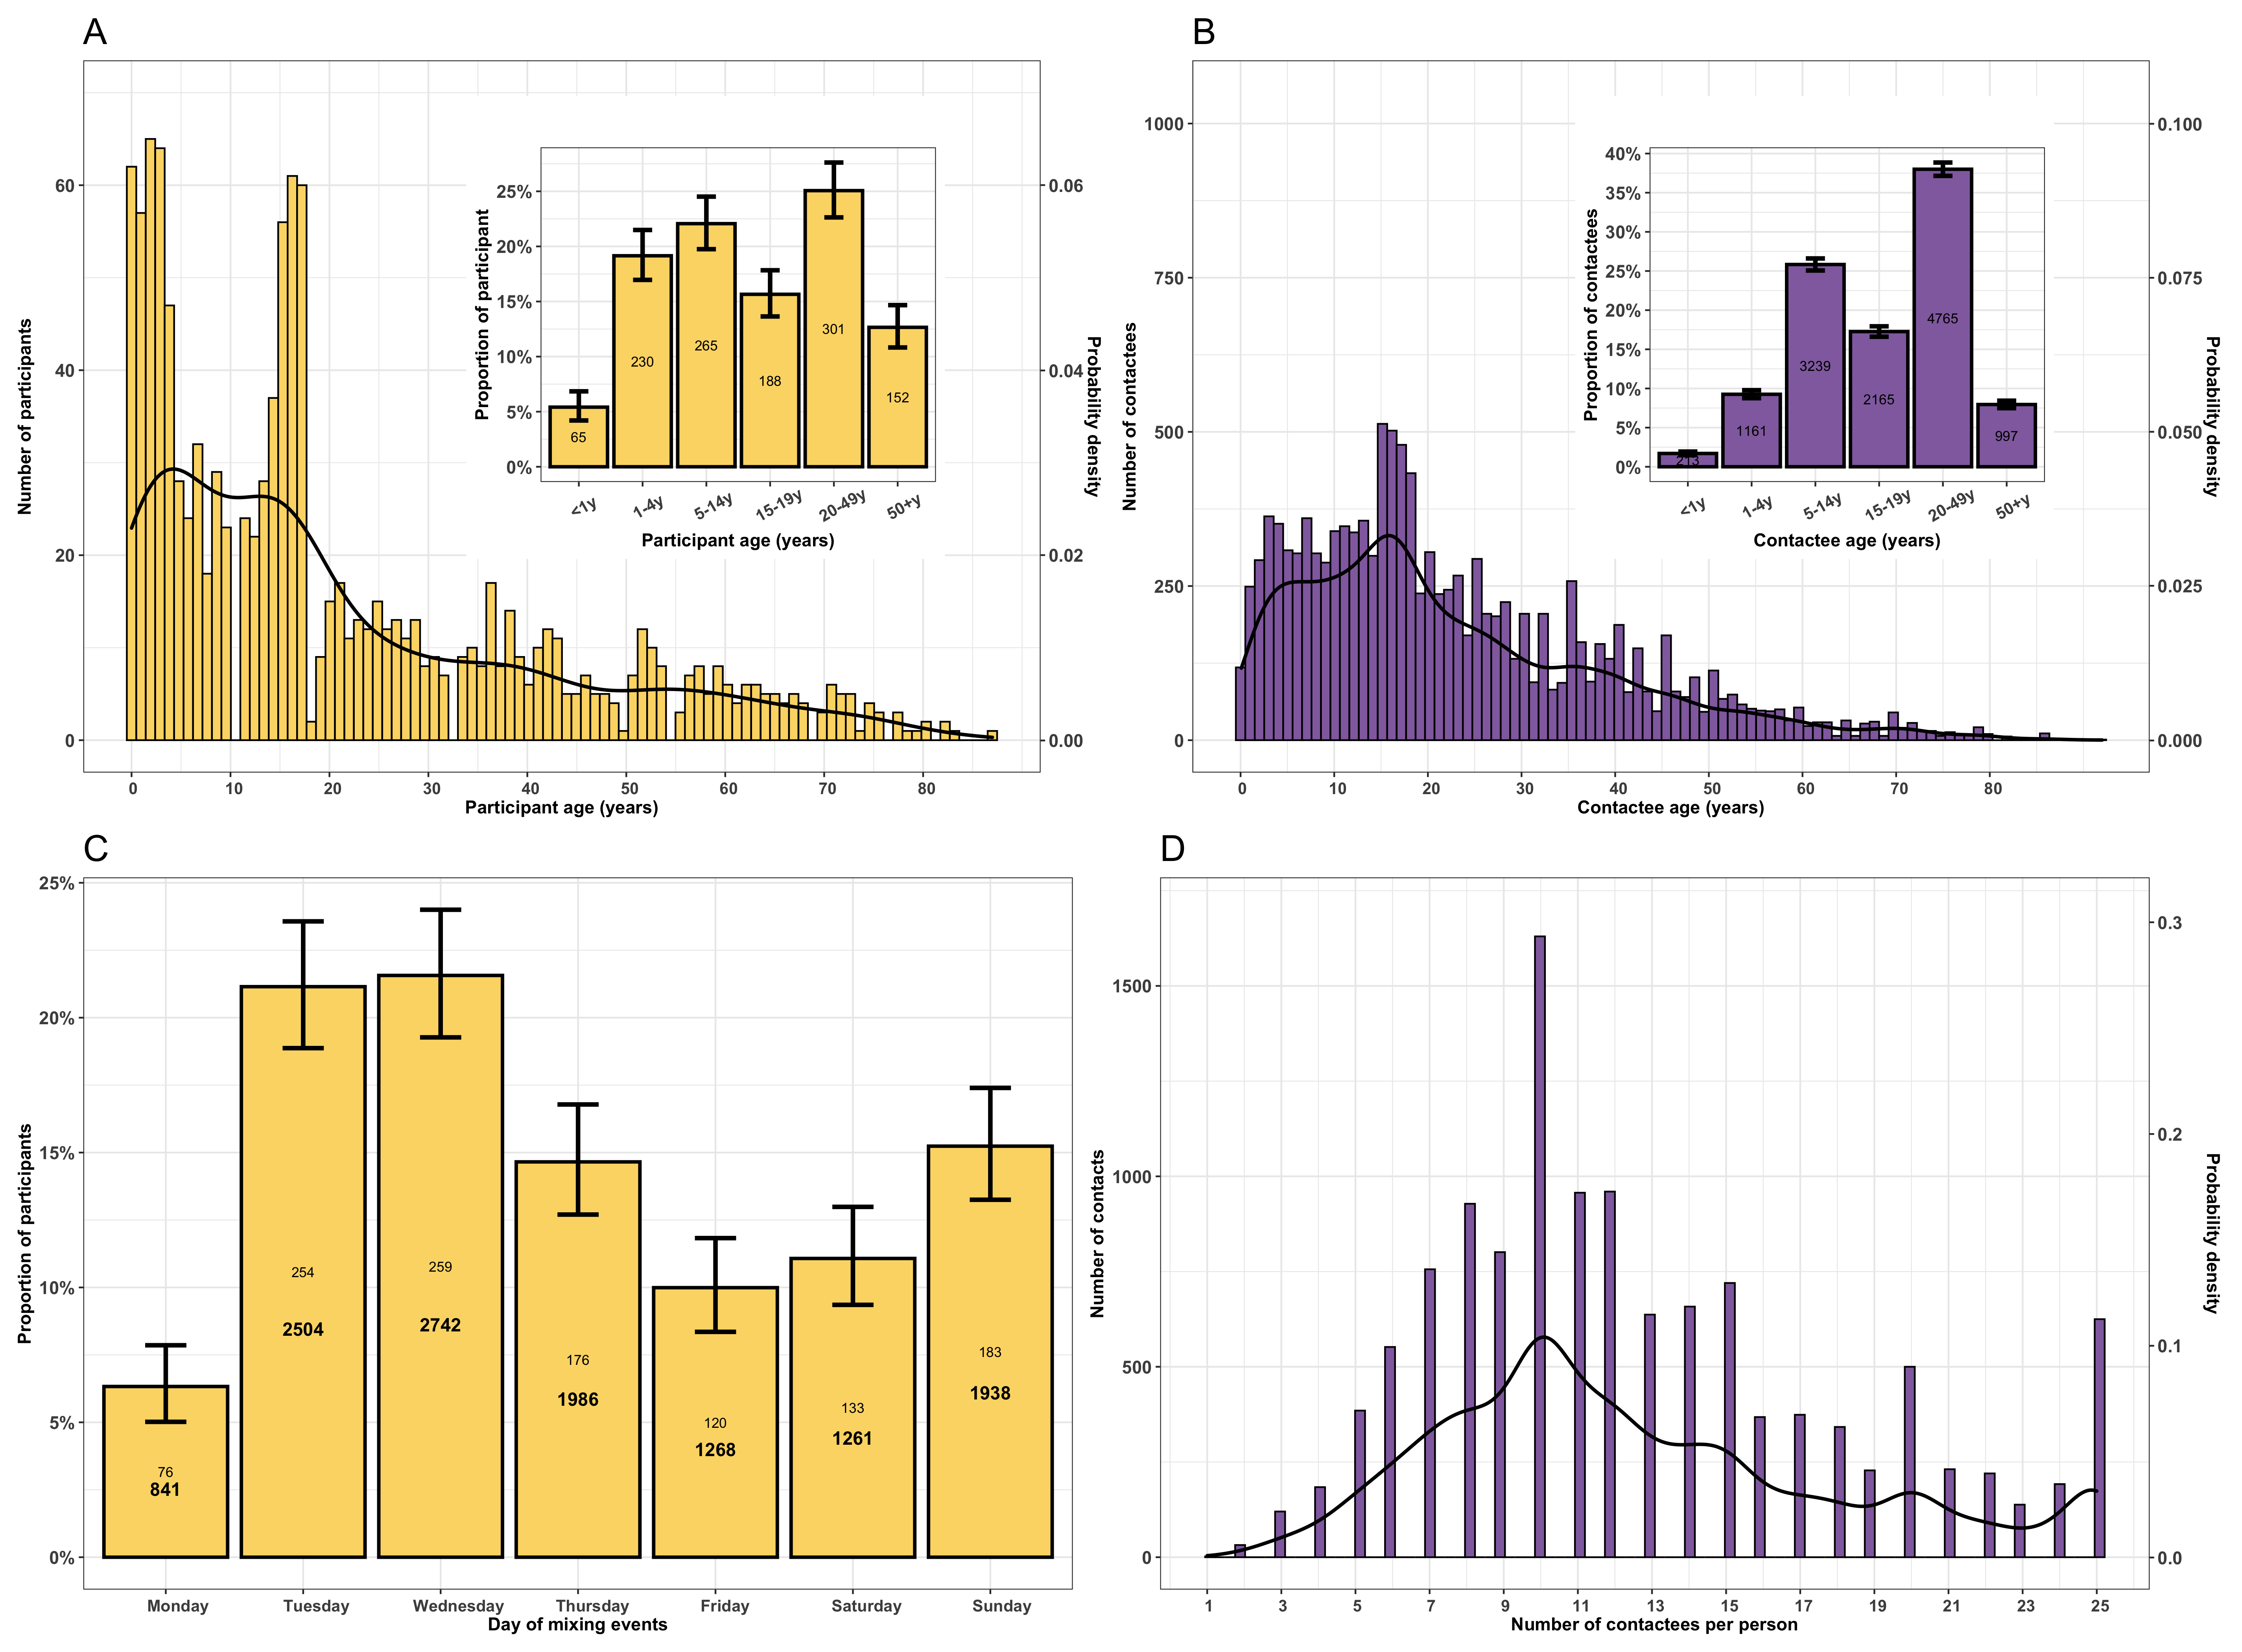 A
Number of participants
60
40
20
0
0.06
0.04
0.02
0.00
Probability density
0 10 20 30 40 50 60 70 80
Participant age (years)
Proportion of participant
25%
20%
15%
10%
5%
0%
65 230 265 188 301 152
<1y 1-4y 5-14y 15-19y 20-49y 50+y
Participant age (years)
B
Number of contactees
1000
750
500
250
0
0.100
0.075
0.050
0.025
0.000
Probability density
0 10 20 30 40 50 60 70 80
Contactee age (years)
Proportion of contactees
40%
35%
30%
25%
20%
15%
10%
5%
0%
213 1161 3239 2165 4765 997
<1y 1-4y 5-14y 15-19y 20-49y 50+y
Contactee age (years)
C
Proportion of participants
25%
20%
15%
10%
5%
0%
76 254 259 176 120 133 183
841 2504 2742 1986 1268 1261 1938
Monday Tuesday Wednesday Thursday Friday Saturday Sunday
Day of mixing events
D
Number of contacts
1500
1000
500
0
0.3
0.2
0.1
0.0
Probability density
1 3 5 7 9 11 13 15 17 19 21 23 25
Number of contactees per person